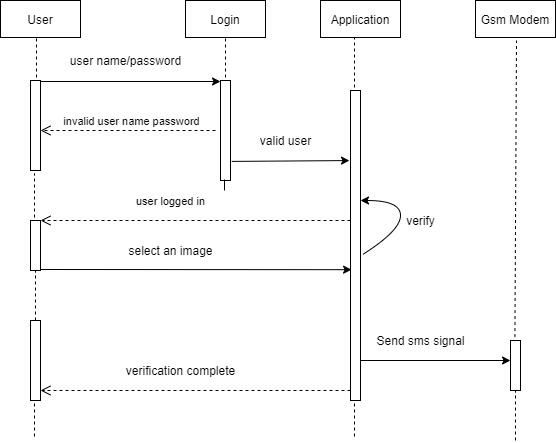 User
Login
Application
Gsm Modem
user name/password
invalid user name password
valid user
user logged in
verify
select an image
Send sms signal
verification complete